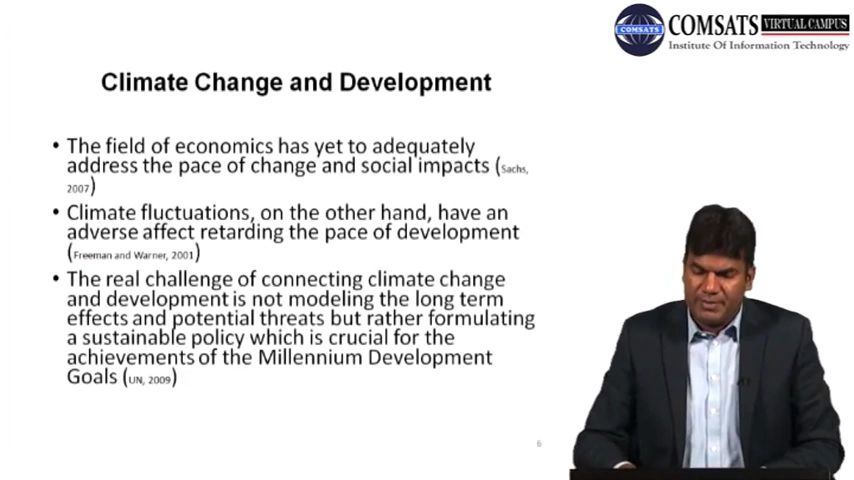 COMSATS
COMSATS VIRTUAL CAMPUS
Institute Of Information Technology
Climate Change and Development
• The field of economics has yet to adequately
address the pace of change and social impacts (Sachs,
2007)
• Climate fluctuations, on the other hand, have an
adverse affect retarding the pace of development
(Freeman and Warner, 2001)
• The real challenge of connecting climate change
and development is not modeling the long term
effects and potential threats but rather formulating
a sustainable policy which is crucial for the
achievements of the Millennium Development
Goals (UN, 2009)
6